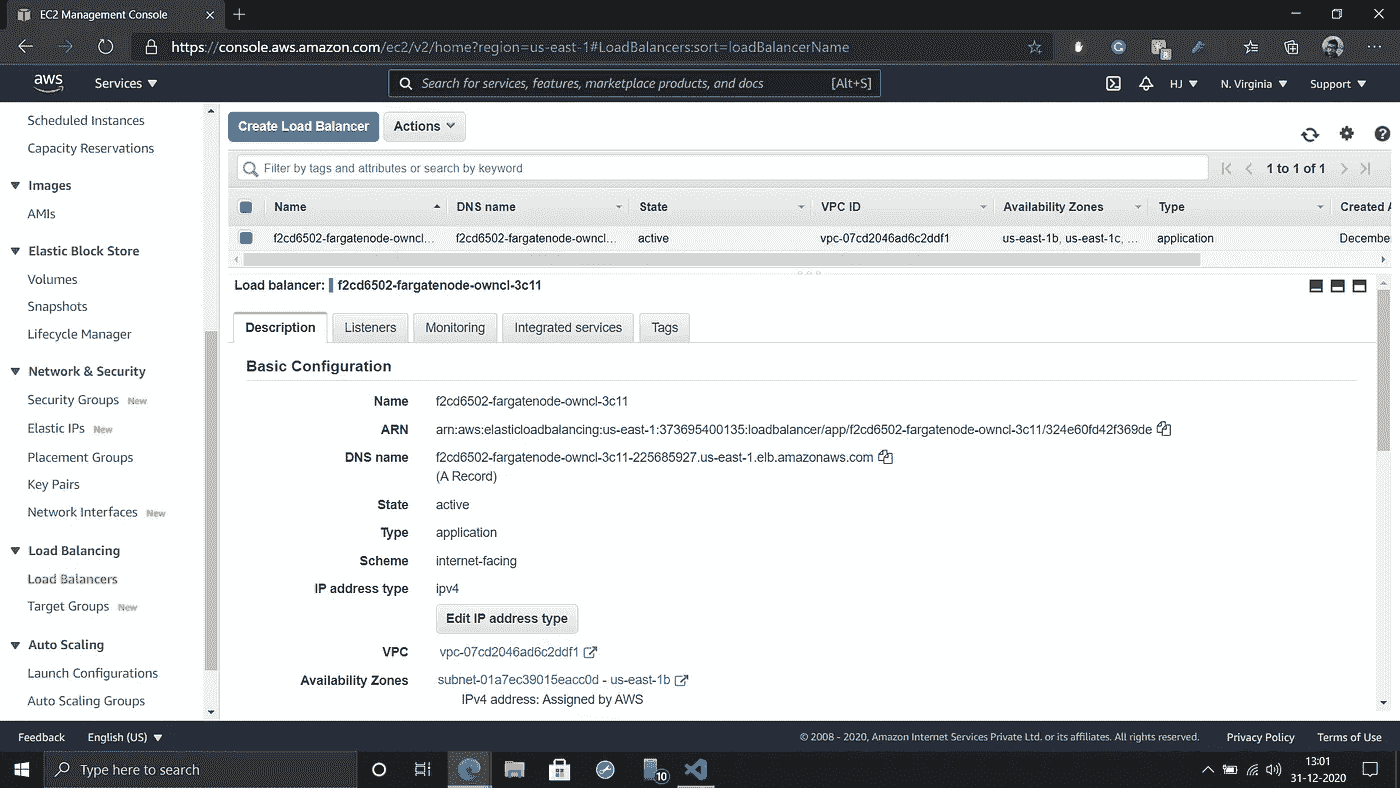 EC2 Management Console
https://console.aws.amazon.com/ec2/v2/home?region=us-east-1#LoadBalancers:sort=loadBalancerName
8
aws Services Search for services, features, marketplace products, and docs [Alt+S] HJ N. Virginia Support
Scheduled Instances
Capacity Reservations
Images
AMIs
Elastic Block Store
Volumes
Snapshots
Lifecycle Manager
Network & Security
Security Groups New
Elastic IPs New
Placement Groups
Key Pairs
Network Interfaces New
Load Balancing
Load Balancers
Target Groups New
Auto Scaling
Launch Configurations
Auto Scaling Groups
Create Load Balancer Actions
Filter by tags and attributes or search by keyword 1 to 1 of 1
Name DNS name State VPC ID Availability Zones Type Created A
f2cd6502-fargatenode-owncl... f2cd6502-fargatenode-owncl... active vpc-07cd2046ad6c2ddf1 us-east-1b, us-east-1c, ... application Decembe
Load balancer: f2cd6502-fargatenode-owncl-3c11
Description Listeners Monitoring Integrated services Tags
Basic Configuration
Name f2cd6502-fargatenode-owncl-3c11
ARN arn:aws:elasticloadbalancing:us-east-1:373695400135:loadbalancer/app/f2cd6502-fargatenode-owncl-3c11/324e60fd42f369de
DNS name f2cd6502-fargatenode-owncl-3c11-225685927.us-east-1.elb.amazonaws.com
(A Record)
State active
Type application
Scheme internet-facing
IP address type ipv4
Edit IP address type
VPC vpc-07cd2046ad6c2ddf1
Availability Zones subnet-01a7ec39015eacc0d - us-east-1b
IPv4 address: Assigned by AWS
Feedback English (US) © 2008 - 2020, Amazon Internet Services Private Ltd. or its affiliates. All rights reserved. Privacy Policy Terms of Use
Type here to search
10
13:01
31-12-2020